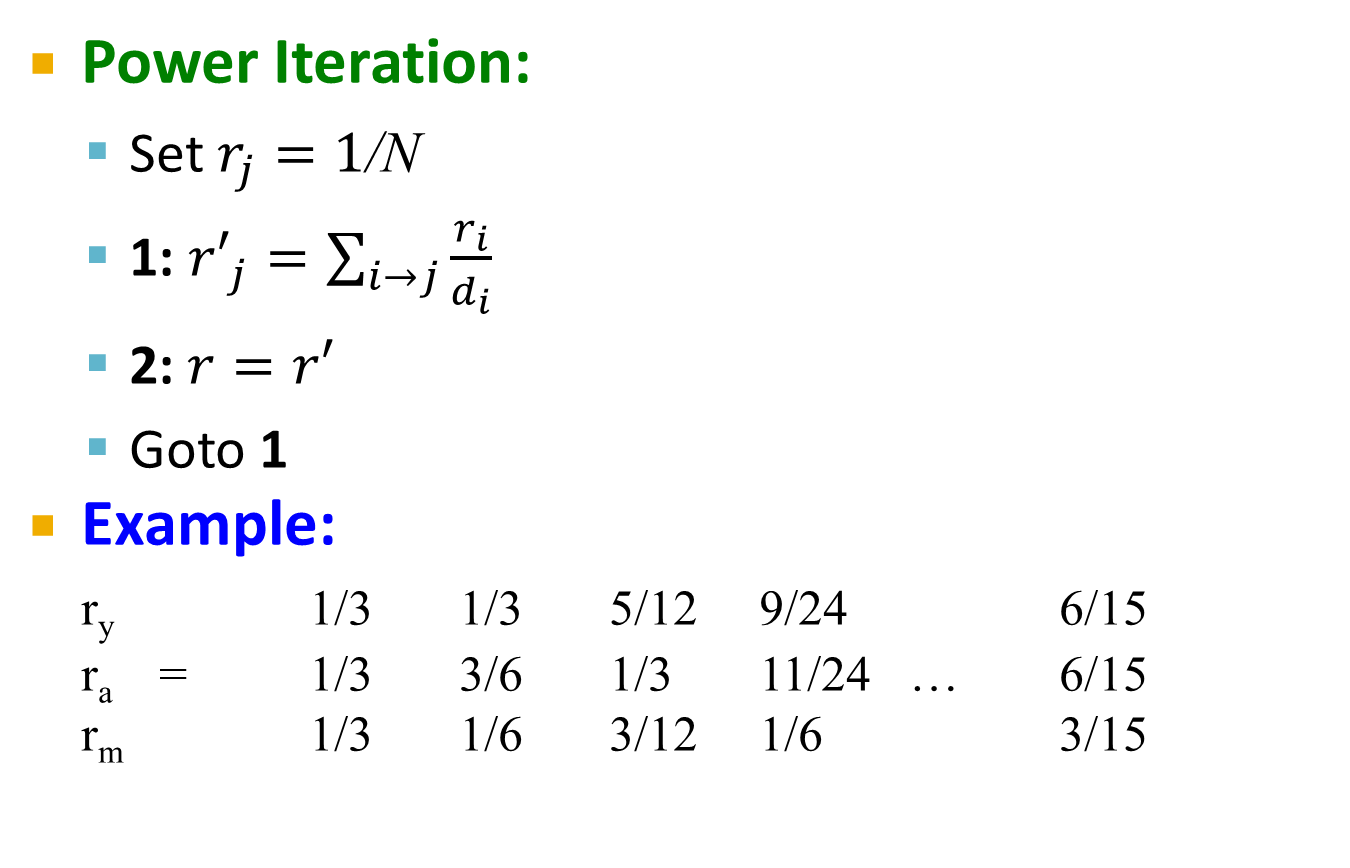 Power Iteration:
Set r_j = 1/N
1: r'_j = ∑_{i→j} r_i/d_i
2: r = r'
Goto 1
Example:
r_y 1/3 1/3 5/12 9/24 6/15
r_a = 1/3 3/6 1/3 11/24 … 6/15
r_m 1/3 1/6 3/12 1/6 3/15